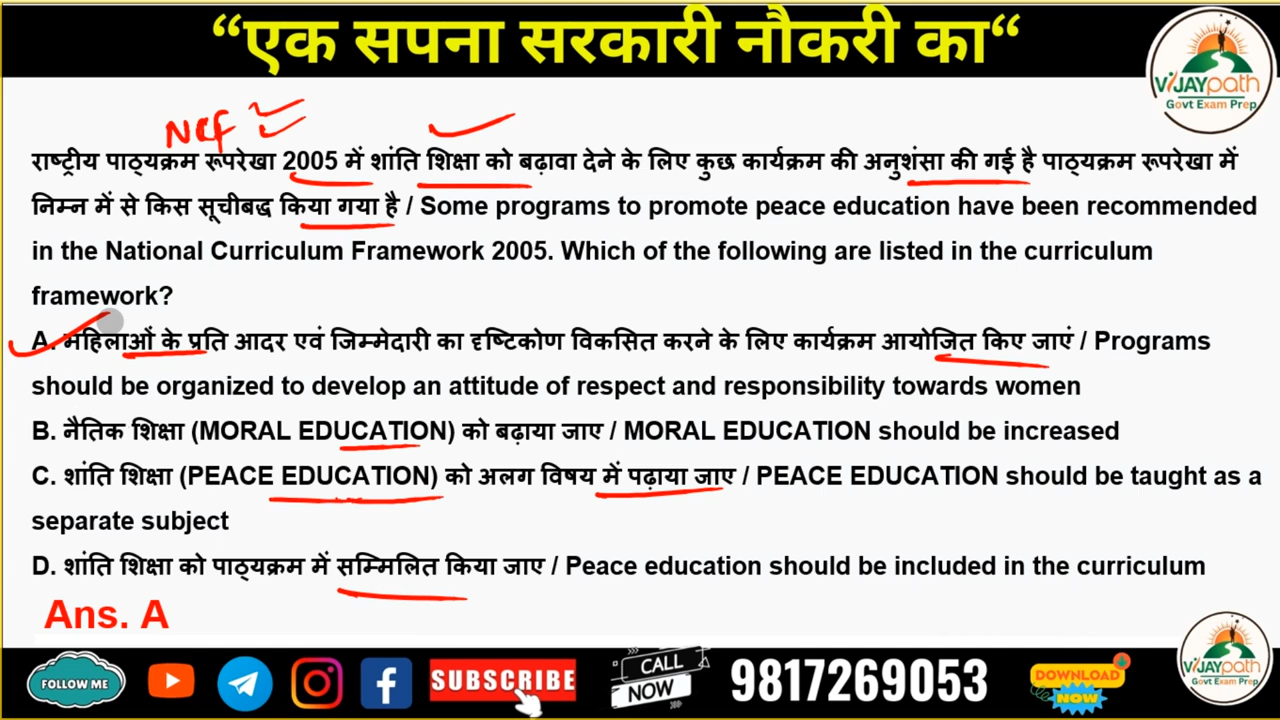 “एक सपना सरकारी नौकरी का“
VIJAYpath
Govt Exam Prep
Ncf
राष्ट्रीय पाठ्यक्रम रूपरेखा 2005 में शांति शिक्षा को बढ़ावा देने के लिए कुछ कार्यक्रम की अनुशंसा की गई है पाठ्यक्रम रूपरेखा में
निम्न में से किस सूचीबद्ध किया गया है / Some programs to promote peace education have been recommended
in the National Curriculum Framework 2005. Which of the following are listed in the curriculum
framework?
A. महिलाओं के प्रति आदर एवं जिम्मेदारी का दृष्टिकोण विकसित करने के लिए कार्यक्रम आयोजित किए जाएं / Programs
should be organized to develop an attitude of respect and responsibility towards women
B. नैतिक शिक्षा (MORAL EDUCATION) को बढ़ाया जाए / MORAL EDUCATION should be increased
C. शांति शिक्षा (PEACE EDUCATION) को अलग विषय में पढ़ाया जाए / PEACE EDUCATION should be taught as a
separate subject
D. शांति शिक्षा को पाठ्यक्रम में सम्मिलित किया जाए / Peace education should be included in the curriculum
Ans. A
FOLLOW ME
SUBSCRIBE
CALL
NOW
9817269053
DOWNLOAD
NOW
VIJAYpath
Govt Exam Prep